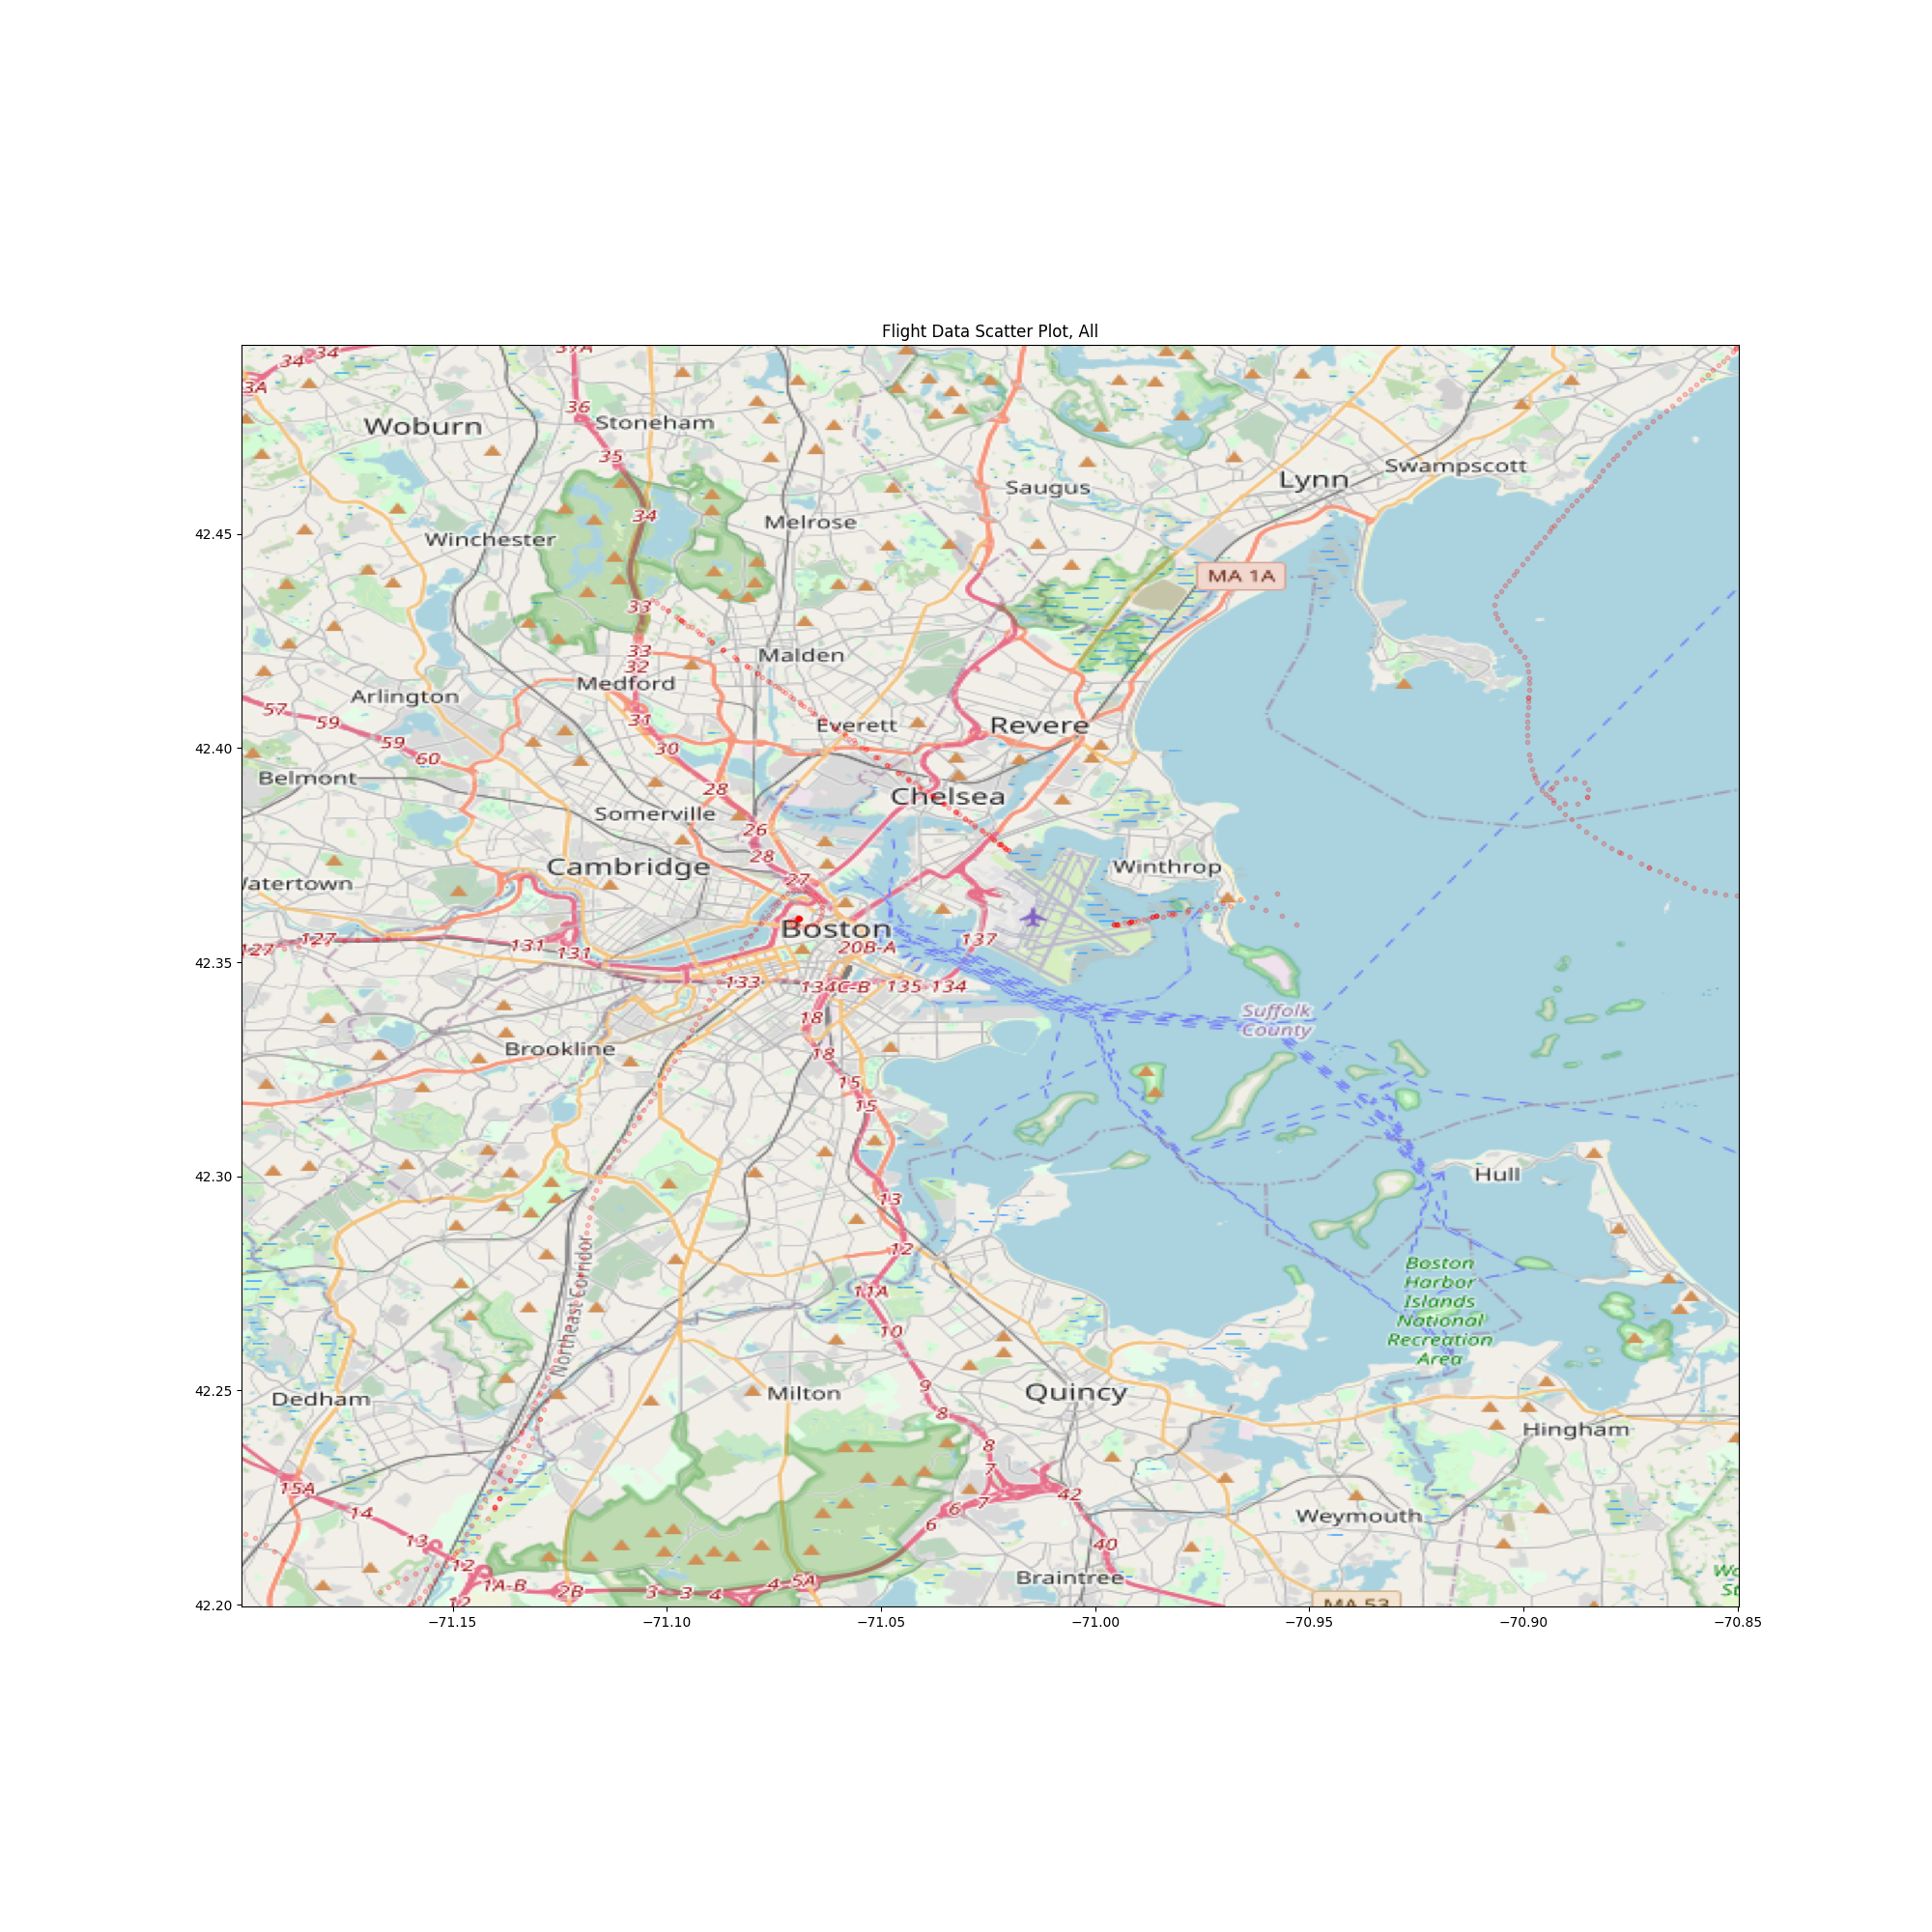 Flight Data Scatter Plot, All
34
34
37A
3A
36
Woburn
Stoneham
35
Swampscott
Lynn
Saugus
34
Melrose
42.45
Winchester
MA 1A
33
33
Malden
32
Medford
Arlington
57
59
31
Everett
Revere
59
60
30
42.40
Belmont
28
Chelsea
Somerville
26
28
Cambridge
Winthrop
27
Watertown
Boston
127
127
131
131
20B-A
137
42.35
133
134C-B
135-134
18
Suffolk
County
Brookline
18
15
15
42.30
Hull
13
12
Northeast Corridor
11A
Boston
Harbor
Islands
National
Recreation
Area
10
42.25
9
Dedham
Milton
Quincy
8
Hingham
8
7
15A
14
42
7
6
6
Weymouth
13
12
40
1A-B
2B
3
3
4
4
5A
Braintree
12
MA 53
42.20
−71.15
−71.10
−71.05
−71.00
−70.95
−70.90
−70.85